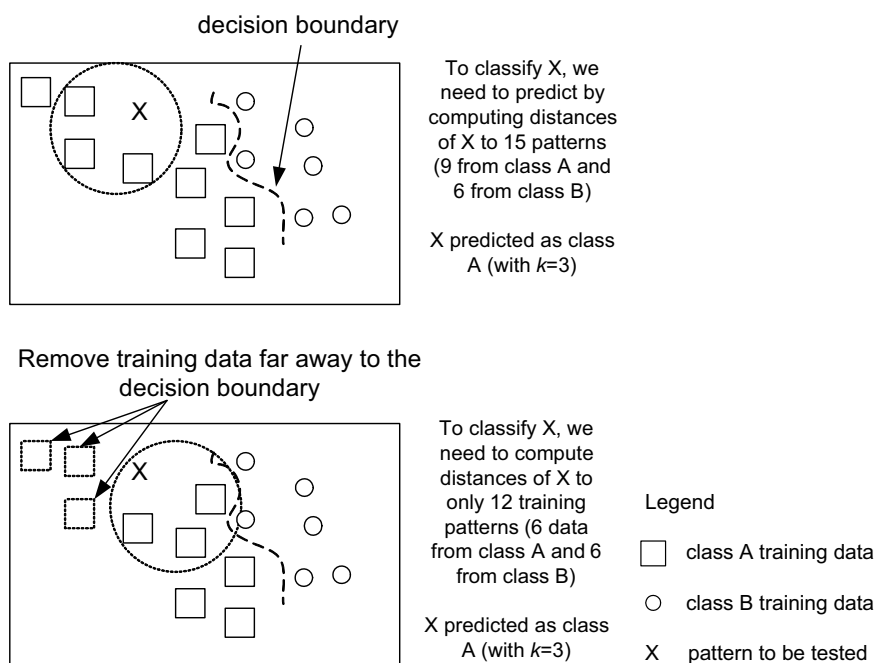 decision boundary
X
To classify X, we
need to predict by
computing distances
of X to 15 patterns
(9 from class A and
6 from class B)
X predicted as class
A (with k=3)
Remove training data far away to the
decision boundary
X
To classify X, we
need to compute
distances of X to
only 12 training
patterns (6 data
from class A and 6
from class B)
X predicted as class
A (with k=3)
Legend
class A training data
class B training data
X pattern to be tested